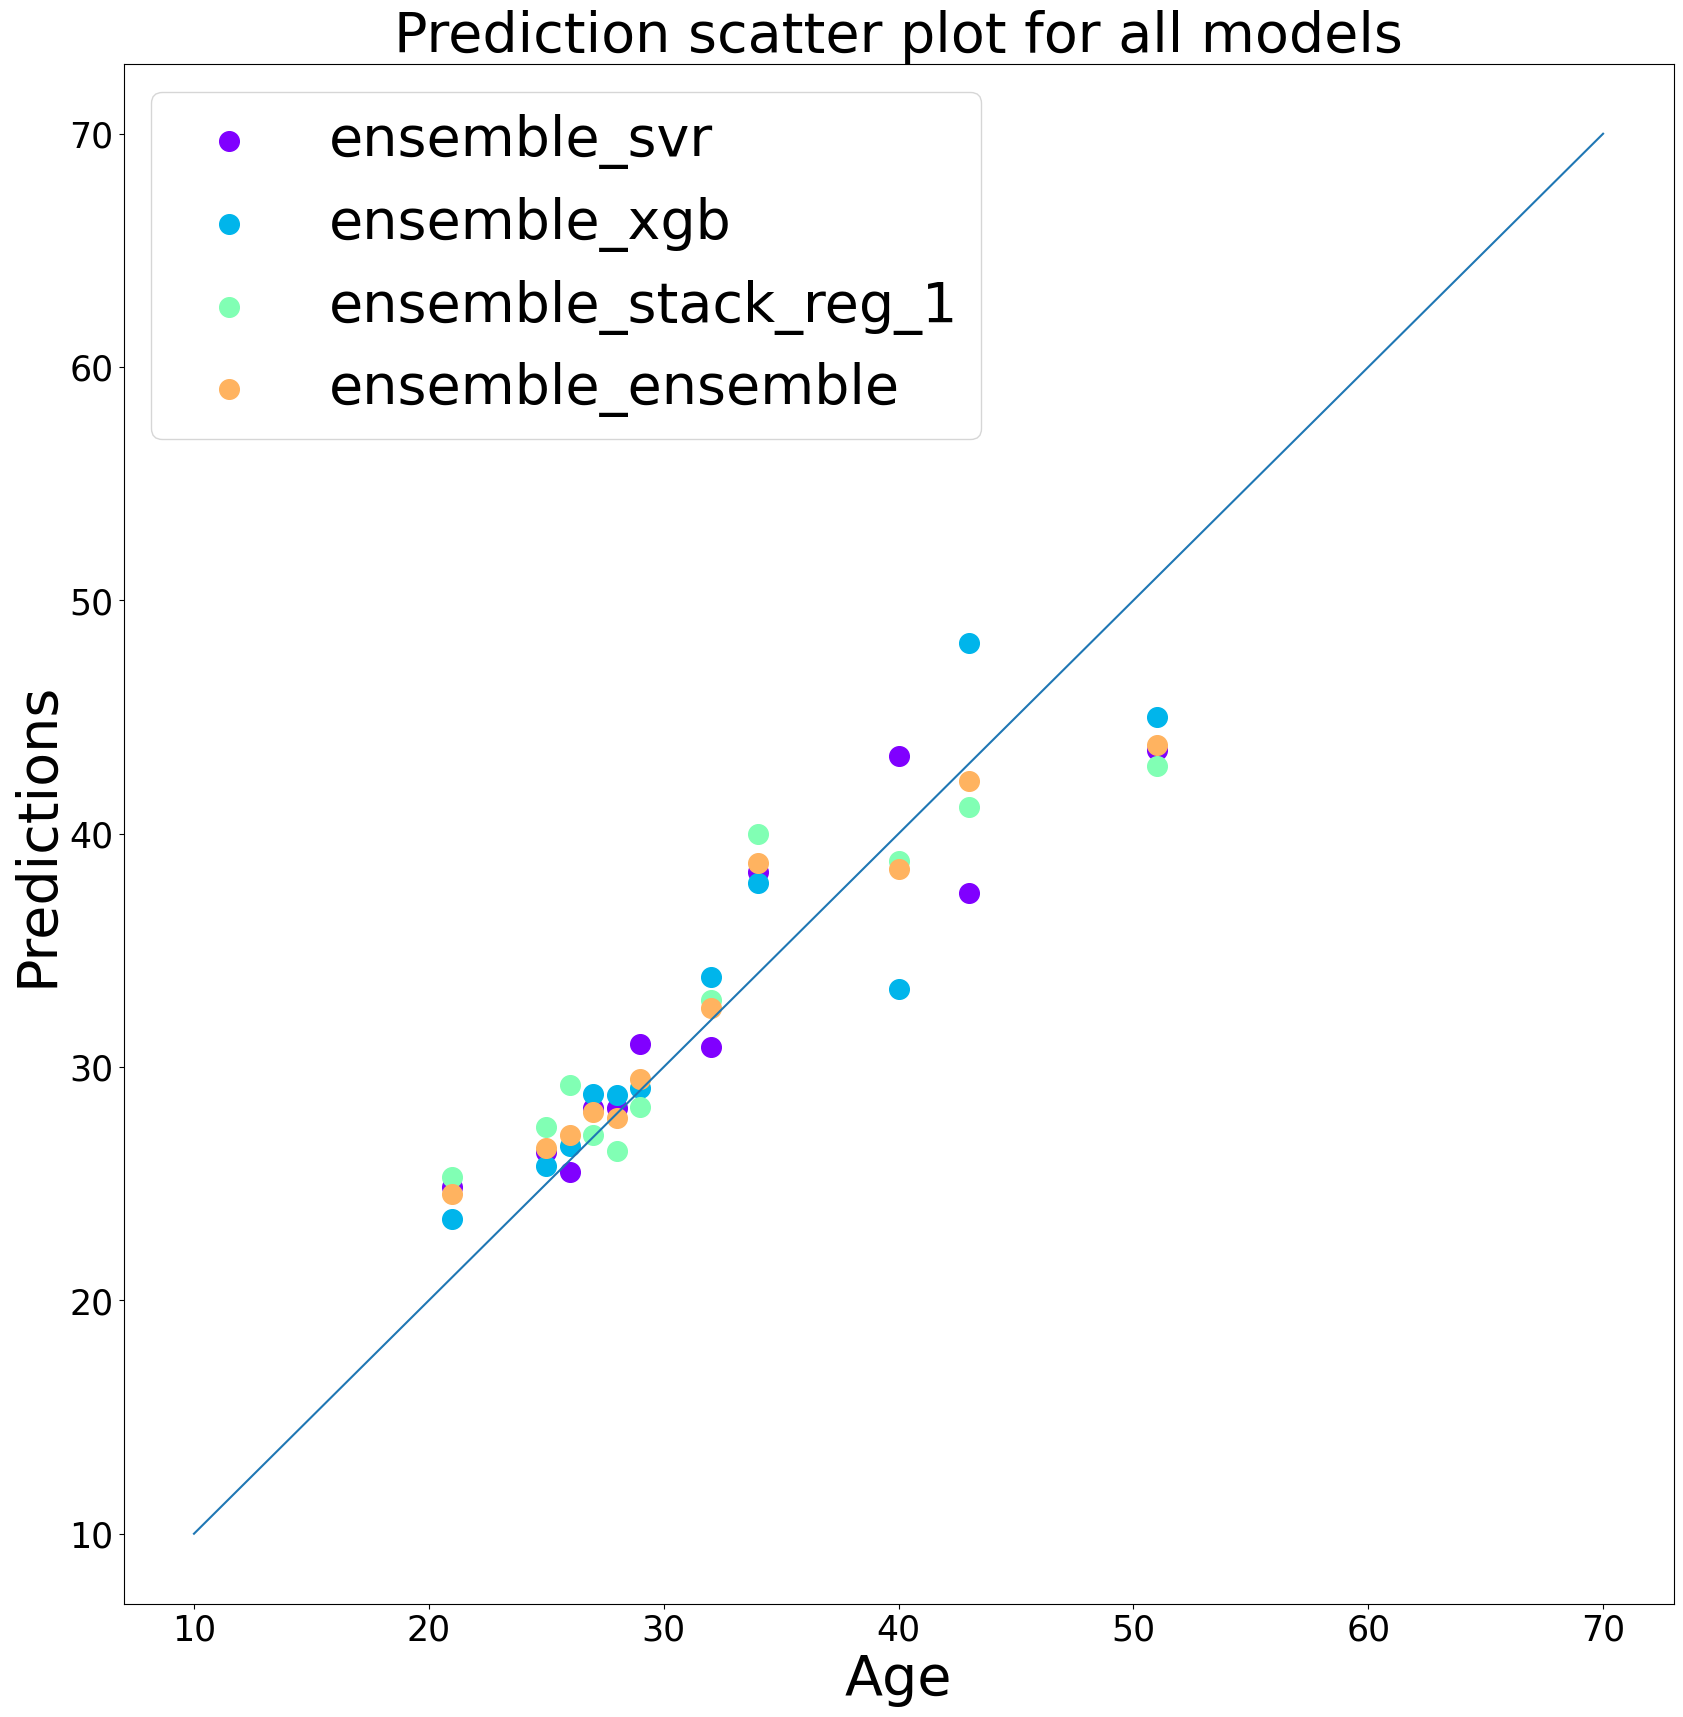 Prediction scatter plot for all models
ensemble_svr
ensemble_xgb
ensemble_stack_reg_1
ensemble_ensemble
Predictions
70
60
50
40
30
20
10
10 20 30 40 50 60 70
Age